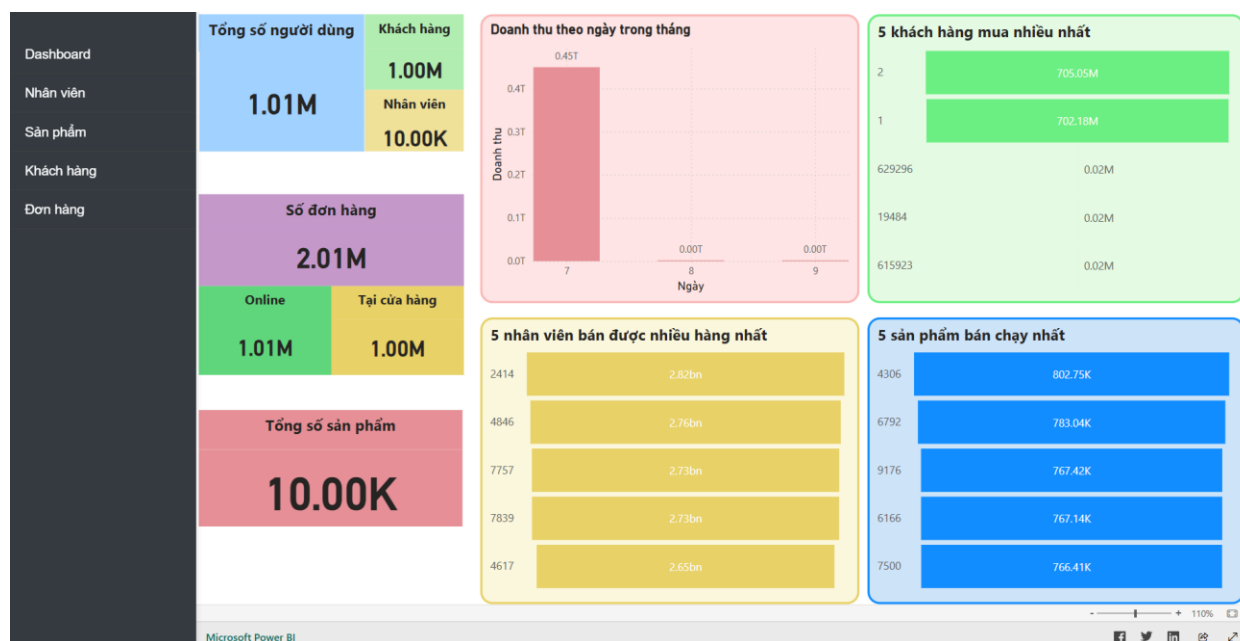 Dashboard
Nhân viên
Sản phẩm
Khách hàng
Đơn hàng
Tổng số người dùng
1.01M
Khách hàng
1.00M
Nhân viên
10.00K
Số đơn hàng
2.01M
Online
1.01M
Tại cửa hàng
1.00M
Tổng số sản phẩm
10.00K
Doanh thu theo ngày trong tháng
Doanh thu
0.4T
0.3T
0.2T
0.1T
0.0T
0.45T
0.00T
0.00T
7
8
9
Ngày
5 khách hàng mua nhiều nhất
2 705.05M
1 702.18M
629296 0.02M
19484 0.02M
615923 0.02M
5 nhân viên bán được nhiều hàng nhất
2414 2.82bn
4846 2.76bn
7757 2.73bn
7839 2.73bn
4617 2.65bn
5 sản phẩm bán chạy nhất
4306 802.75K
6792 783.04K
9176 767.42K
6166 767.14K
7500 766.41K
- + 110%
Microsoft Power BI